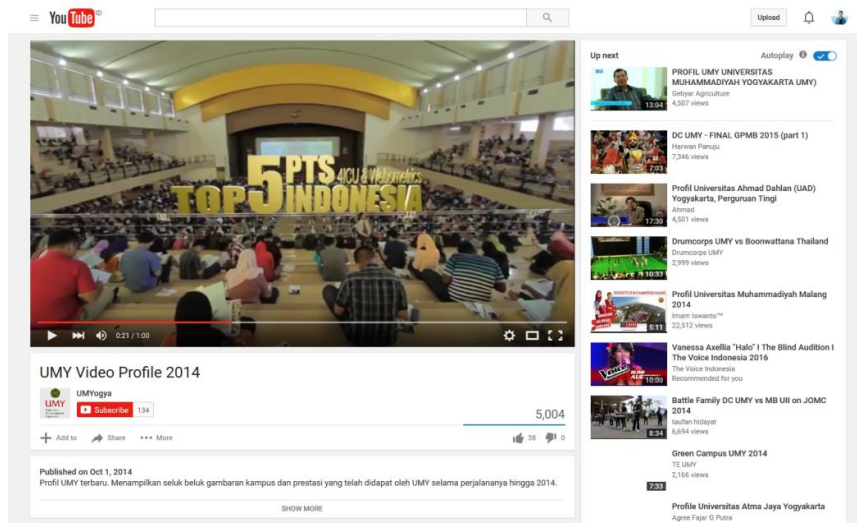 YouTube ID
Upload
TOP 5 PTS 4ICU & Webometrics
INDONESIA
0:21 / 1:00
UMY Video Profile 2014
UMY
UMYogya
Subscribe 134
5,004
Add to Share More
38 0
Published on Oct 1, 2014
Profil UMY terbaru. Menampilkan seluk beluk gambaran kampus dan prestasi yang telah didapat oleh UMY selama perjalananya hingga 2014.
SHOW MORE
Up next Autoplay
PROFIL UMY UNIVERSITAS
MUHAMMADIYAH YOGYAKARTA UMY)
Gebyar Agriculture
4,507 views
13:04
DC UMY - FINAL GPMB 2015 (part 1)
Harwan Panuju
7,346 views
7:03
Profil Universitas Ahmad Dahlan (UAD)
Yogyakarta, Perguruan Tingi
Ahmad
4,501 views
17:30
Drumcorps UMY vs Boonwattana Thailand
Drumcorps UMY
2,999 views
10:33
Profil Universitas Muhammadiyah Malang
2014
Imam Iswanto™
22,512 views
5:11
Vanessa Axellia "Halo" I The Blind Audition I
The Voice Indonesia 2016
The Voice Indonesia
Recommended for you
10:00
Battle Family DC UMY vs MB UII on JOMC
2014
taufan hidayat
6,694 views
8:34
Green Campus UMY 2014
TE UMY
2,166 views
7:33
Profile Universitas Atma Jaya Yogyakarta
Agree Fajar G Putra